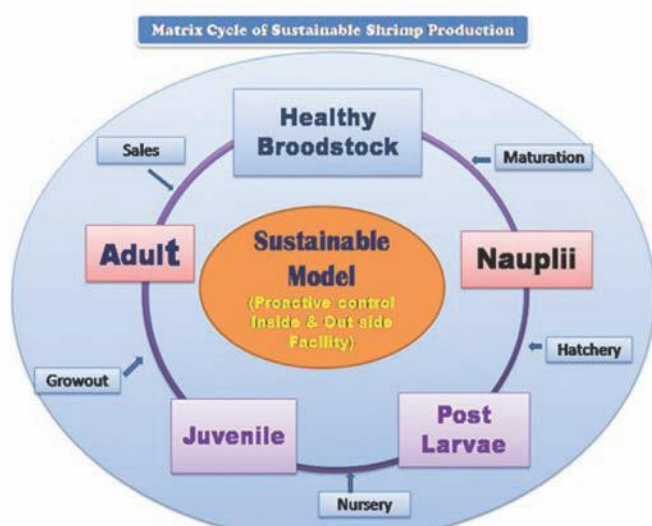 Matrix Cycle of Sustainable Shrimp Production
Healthy
Broodstock
Sales
Maturation
Adult
Sustainable
Model
(Proactive control
Inside & Out side
Facility)
Nauplii
Hatchery
Growout
Juvenile
Post
Larvae
Nursery